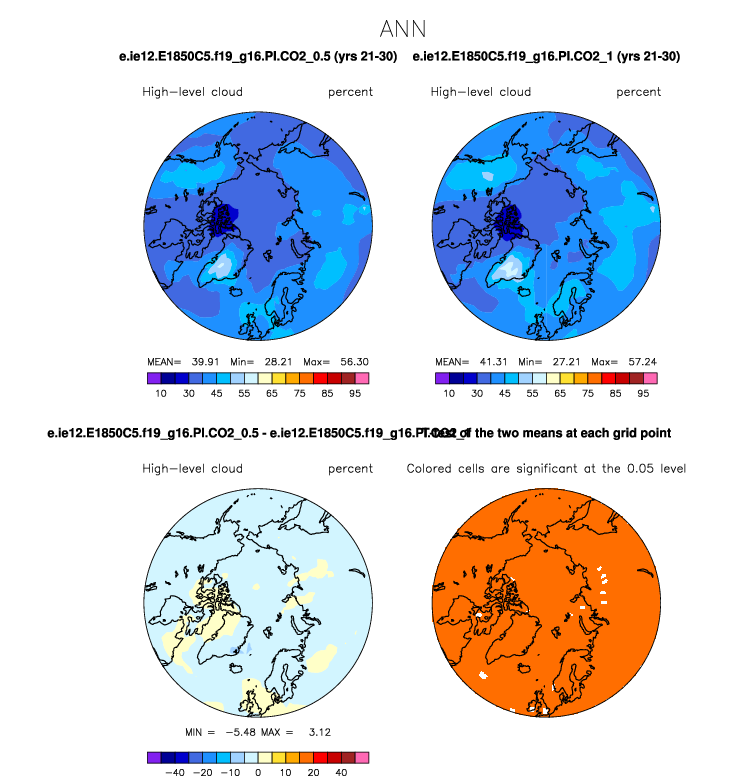 ANN
e.ie12.E1850C5.f19_g16.PI.CO2_0.5 (yrs 21-30) e.ie12.E1850C5.f19_g16.PI.CO2_1 (yrs 21-30)
High-level cloud percent High-level cloud percent
MEAN= 39.91 Min= 28.21 Max= 56.30 MEAN= 41.31 Min= 27.21 Max= 57.24
10 30 45 55 65 75 85 95 10 30 45 55 65 75 85 95
e.ie12.E1850C5.f19_g16.PI.CO2_0.5 - e.ie12.E1850C5.f19_g16.PI.CO2_1 T-test of the two means at each grid point
High-level cloud percent Colored cells are significant at the 0.05 level
MIN = -5.48 MAX = 3.12
-40 -20 -10 0 10 20 40